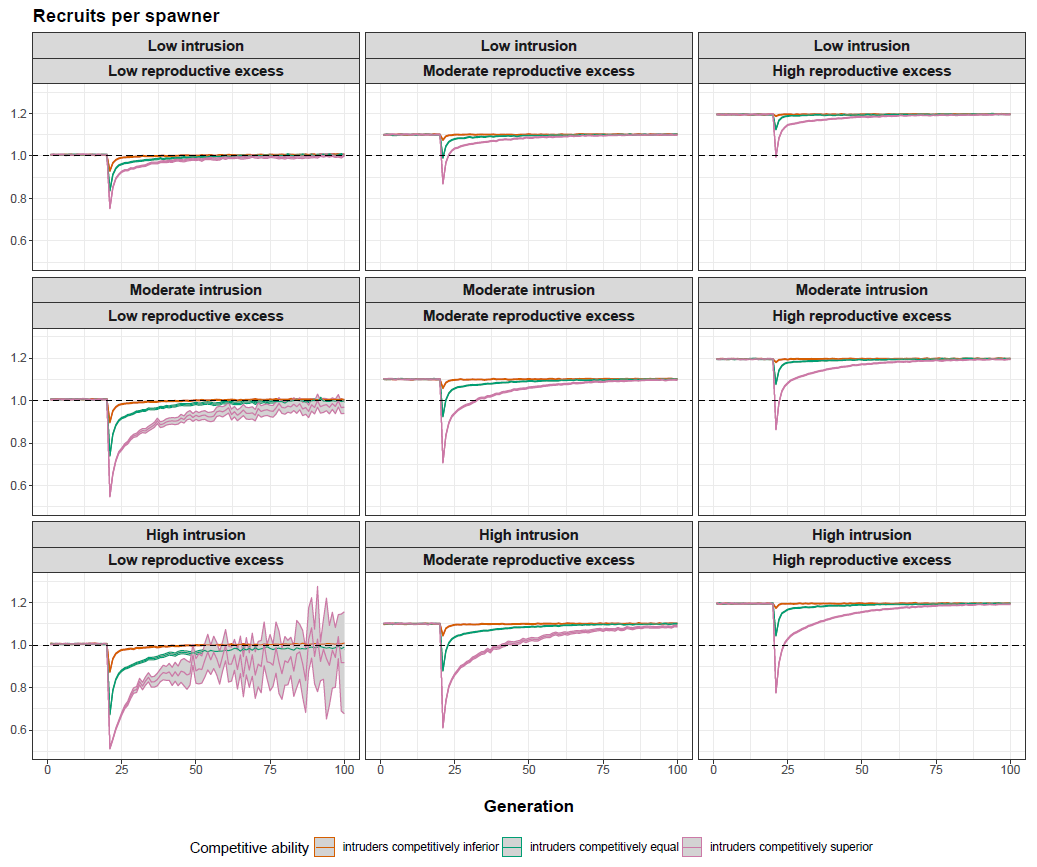 Recruits per spawner
Low intrusion
Low intrusion
Low intrusion
Low reproductive excess
Moderate reproductive excess
High reproductive excess
1.2
1.0
0.8
0.6
Moderate intrusion
Moderate intrusion
Moderate intrusion
Low reproductive excess
Moderate reproductive excess
High reproductive excess
1.2
1.0
0.8
0.6
High intrusion
High intrusion
High intrusion
Low reproductive excess
Moderate reproductive excess
High reproductive excess
1.2
1.0
0.8
0.6
0 25 50 75 100 0 25 50 75 100 0 25 50 75 100
Generation
Competitive ability intruders competitively inferior intruders competitively equal intruders competitively superior